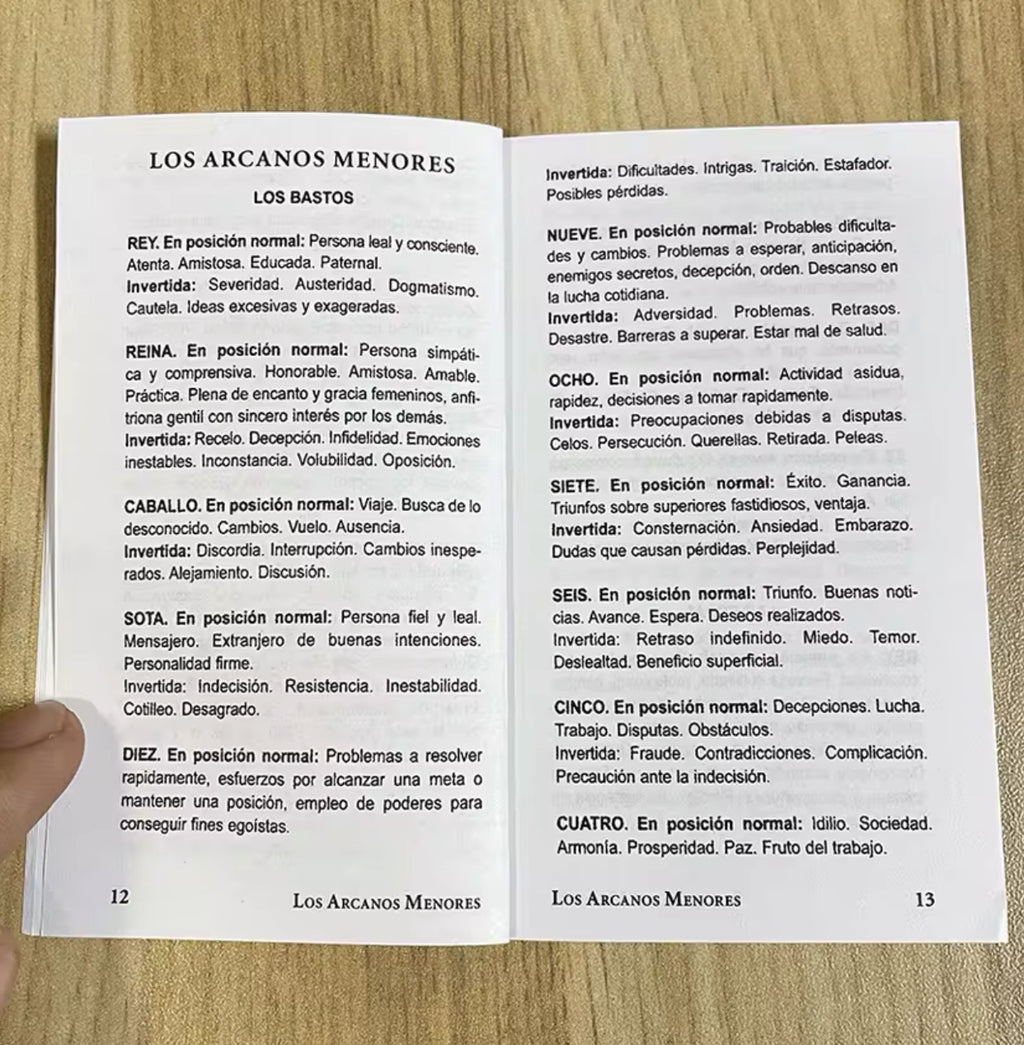 LOS ARCANOS MENORES
LOS BASTOS
REY. En posición normal: Persona leal y consciente.
Atenta. Amistosa. Educada. Paternal.
Invertida: Severidad. Austeridad. Dogmatismo.
Cautela. Ideas excesivas y exageradas.
REINA. En posición normal: Persona simpáti-
ca y comprensiva. Honorable. Amistosa. Amable.
Práctica. Plena de encanto y gracia femeninos, anfi-
triona gentil con sincero interés por los demás.
Invertida: Recelo. Decepción. Infidelidad. Emociones
inestables. Inconstancia. Volubilidad. Oposición.
CABALLO. En posición normal: Viaje. Busca de lo
desconocido. Cambios. Vuelo. Ausencia.
Invertida: Discordia. Interrupción. Cambios inespe-
rados. Alejamiento. Discusión.
SOTA. En posición normal: Persona fiel y leal.
Mensajero. Extranjero de buenas intenciones.
Personalidad firme.
Invertida: Indecisión. Resistencia. Inestabilidad.
Cotilleo. Desagrado.
DIEZ. En posición normal: Problemas a resolver
rapidamente, esfuerzos por alcanzar una meta o
mantener una posición, empleo de poderes para
conseguir fines egoístas.
12
LOS ARCANOS MENORES
Invertida: Dificultades. Intrigas. Traición. Estafador.
Posibles pérdidas.
NUEVE. En posición normal: Probables dificulta-
des y cambios. Problemas a esperar, anticipación,
enemigos secretos, decepción, orden. Descanso en
la lucha cotidiana.
Invertida: Adversidad. Problemas. Retrasos.
Desastre. Barreras a superar. Estar mal de salud.
OCHO. En posición normal: Actividad asidua,
rapidez, decisiones a tomar rapidamente.
Invertida: Preocupaciones debidas a disputas.
Celos. Persecución. Querellas. Retirada. Peleas.
SIETE. En posición normal: Éxito. Ganancia.
Triunfos sobre superiores fastidiosos, ventaja.
Invertida: Consternación. Ansiedad. Embarazo.
Dudas que causan pérdidas. Perplejidad.
SEIS. En posición normal: Triunfo. Buenas noti-
cias. Avance. Espera. Deseos realizados.
Invertida: Retraso indefinido. Miedo. Temor.
Deslealtad. Beneficio superficial.
CINCO. En posición normal: Decepciones. Lucha.
Trabajo. Disputas. Obstáculos.
Invertida: Fraude. Contradicciones. Complicación.
Precaución ante la indecisión.
CUATRO. En posición normal: Idilio. Sociedad.
Armonía. Prosperidad. Paz. Fruto del trabajo.
LOS ARCANOS MENORES
13